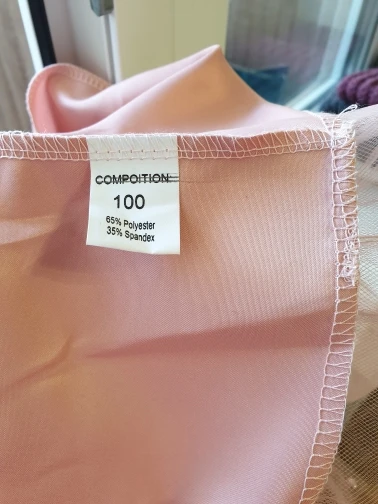 COMPOITION:
100
65% Polyester
35% Spandex